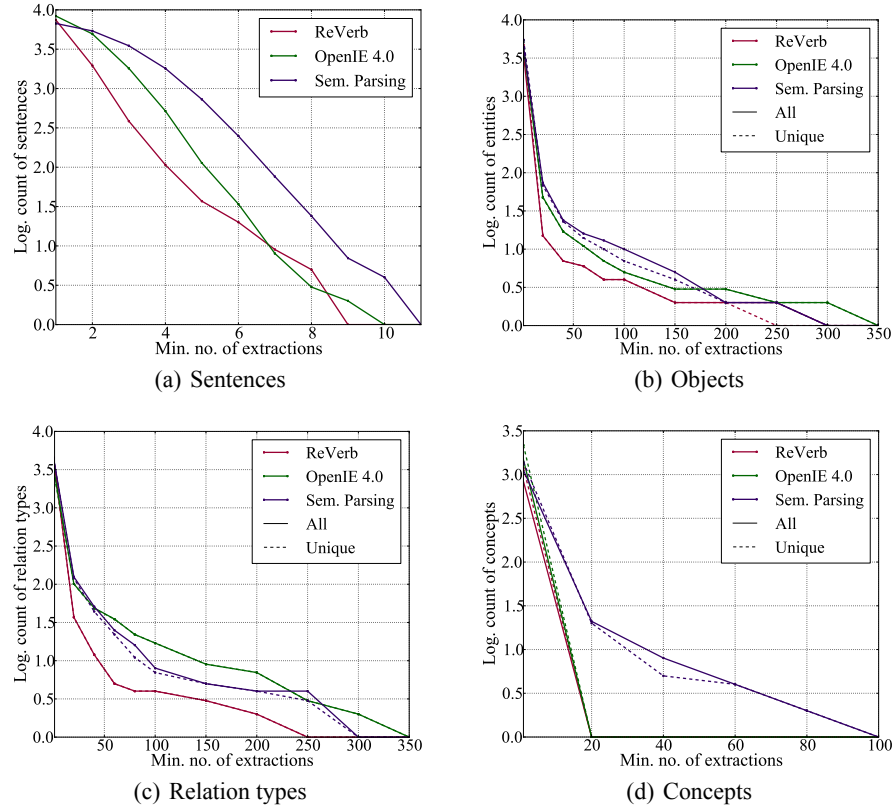 4.0
3.5
3.0
2.5
2.0
1.5
1.0
0.5
0.0
Log. count of sentences
ReVerb
OpenIE 4.0
Sem. Parsing
2 4 6 8 10
Min. no. of extractions
(a) Sentences
4.0
3.5
3.0
2.5
2.0
1.5
1.0
0.5
0.0
Log. count of entities
ReVerb
OpenIE 4.0
Sem. Parsing
All
Unique
50 100 150 200 250 300 350
Min. no. of extractions
(b) Objects
4.0
3.5
3.0
2.5
2.0
1.5
1.0
0.5
0.0
Log. count of relation types
ReVerb
OpenIE 4.0
Sem. Parsing
All
Unique
50 100 150 200 250 300 350
Min. no. of extractions
(c) Relation types
3.5
3.0
2.5
2.0
1.5
1.0
0.5
0.0
Log. count of concepts
ReVerb
OpenIE 4.0
Sem. Parsing
All
Unique
20 40 60 80 100
Min. no. of extractions
(d) Concepts